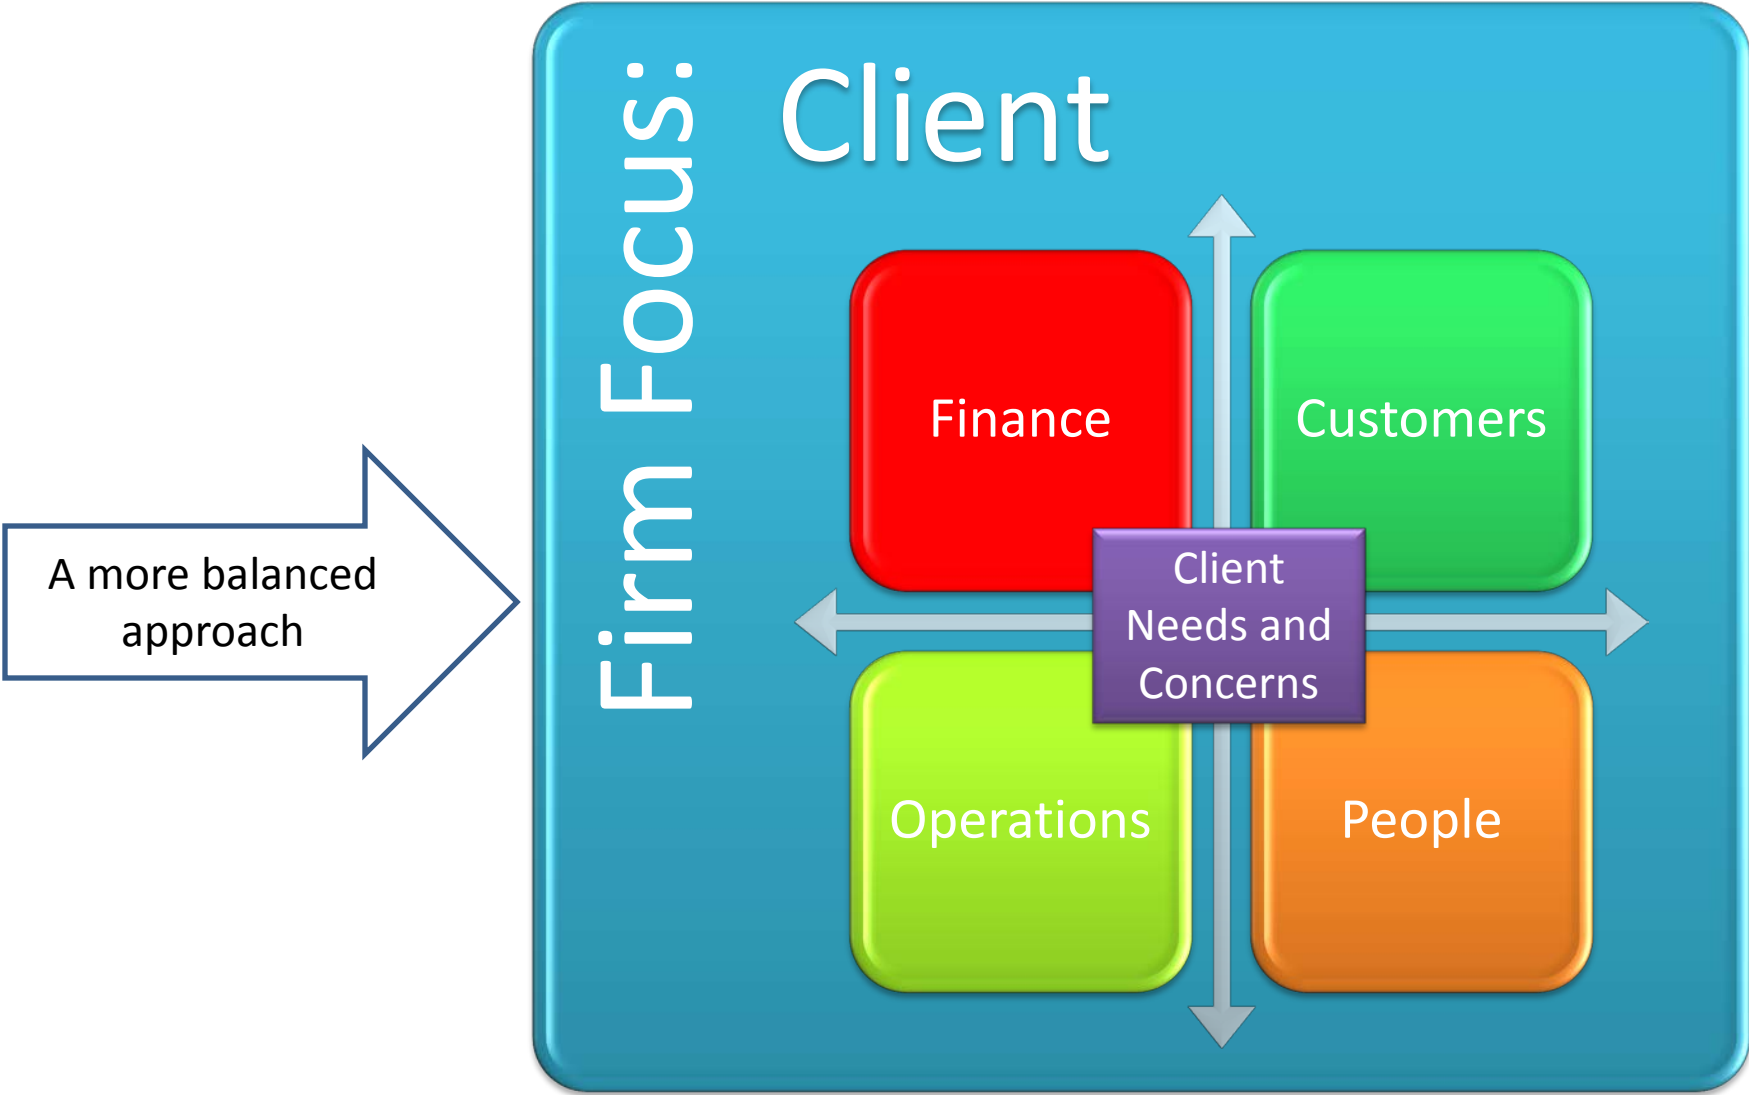 Firm Focus:
Client
Finance
Customers
Client
Needs and
Concerns
A more balanced
approach
Operations
People